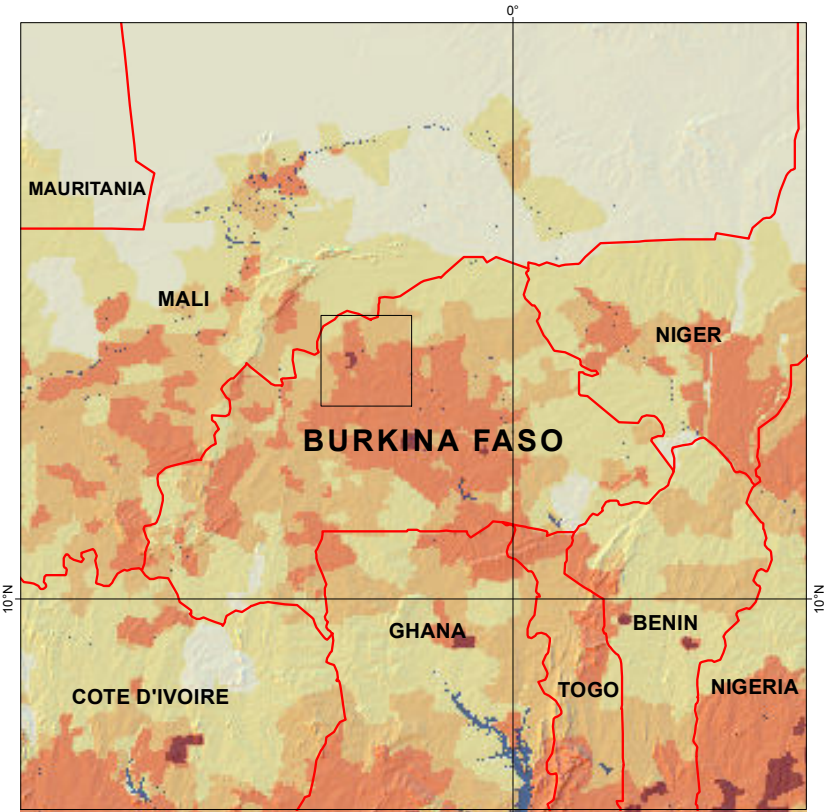 0°
MAURITANIA
MALI
NIGER
BURKINA FASO
10°N
10°N
GHANA
BENIN
COTE D'IVOIRE
TOGO
NIGERIA